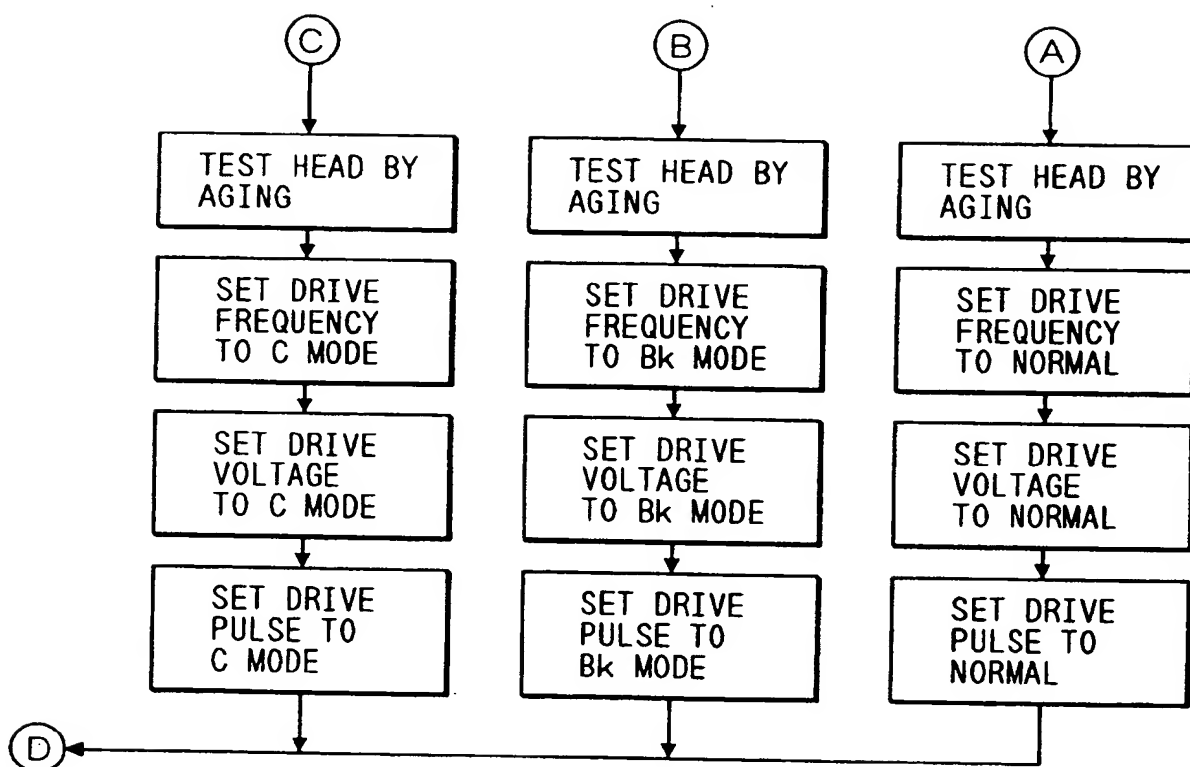 C
B
A
TEST HEAD BY
AGING
TEST HEAD BY
AGING
TEST HEAD BY
AGING
SET DRIVE
FREQUENCY
TO C MODE
SET DRIVE
FREQUENCY
TO Bk MODE
SET DRIVE
FREQUENCY
TO NORMAL
SET DRIVE
VOLTAGE
TO C MODE
SET DRIVE
VOLTAGE
TO Bk MODE
SET DRIVE
VOLTAGE
TO NORMAL
SET DRIVE
PULSE TO
C MODE
SET DRIVE
PULSE TO
Bk MODE
SET DRIVE
PULSE TO
NORMAL
D